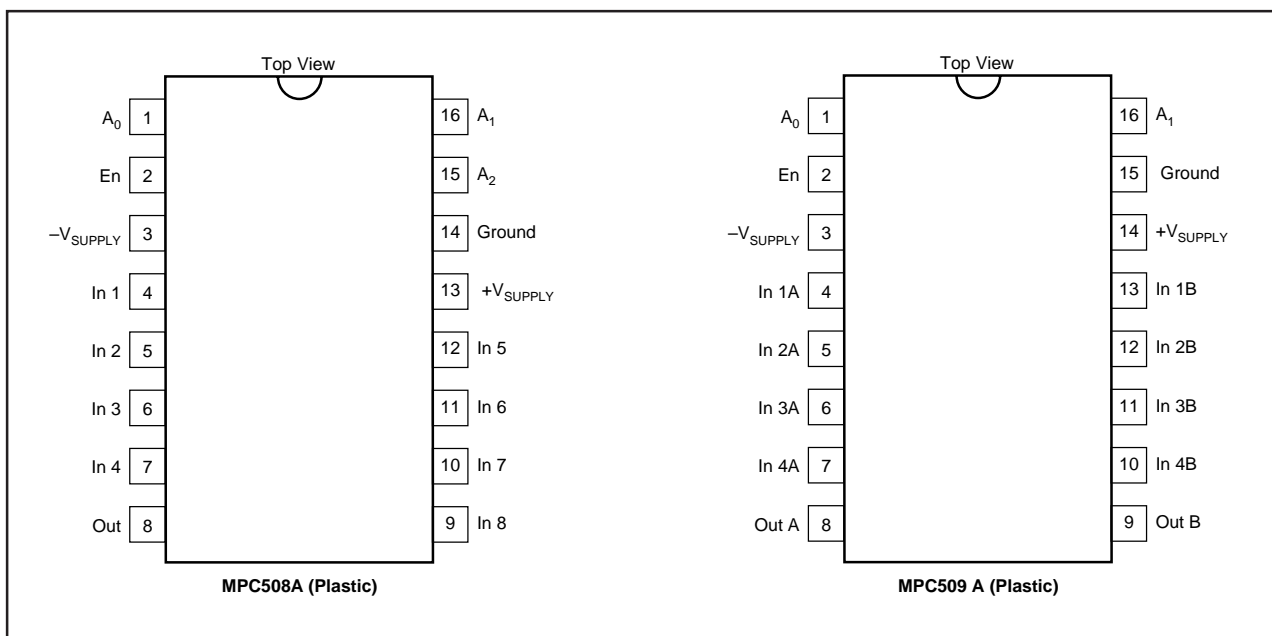 Top View
A0 1
En 2
–VSUPPLY 3
In 1 4
In 2 5
In 3 6
In 4 7
Out 8
16 A1
15 A2
14 Ground
13 +VSUPPLY
12 In 5
11 In 6
10 In 7
9 In 8
MPC508A (Plastic)
Top View
A0 1
En 2
–VSUPPLY 3
In 1A 4
In 2A 5
In 3A 6
In 4A 7
Out A 8
16 A1
15 Ground
14 +VSUPPLY
13 In 1B
12 In 2B
11 In 3B
10 In 4B
9 Out B
MPC509 A (Plastic)